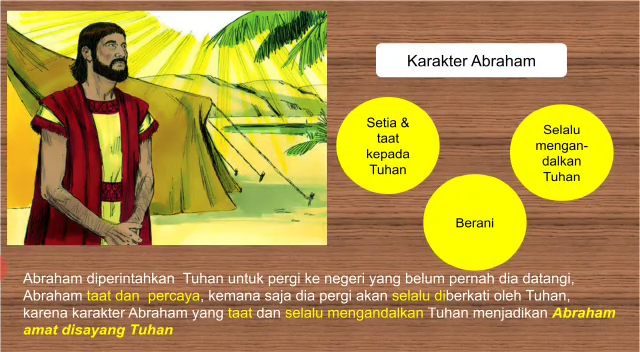 Karakter Abraham
Setia &
taat
kepada
Tuhan
Selalu
mengan-
dalkan
Tuhan
Berani
Abraham diperintahkan  Tuhan untuk pergi ke negeri yang belum pernah dia datangi,
Abraham taat dan  percaya, kemana saja dia pergi akan selalu diberkati oleh Tuhan,
karena karakter Abraham yang taat dan selalu mengandalkan Tuhan menjadikan Abraham
amat disayang Tuhan